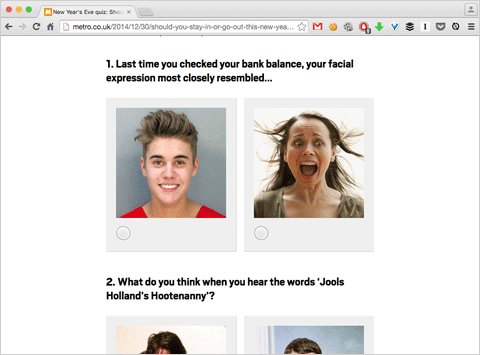 New Year's Eve quiz: Shou
metro.co.uk/2014/12/30/should-you-stay-in-or-go-out-this-new-yea...
1. Last time you checked your bank balance, your facial
expression most closely resembled...
2. What do you think when you hear the words 'Jools
Holland's Hootenanny'?